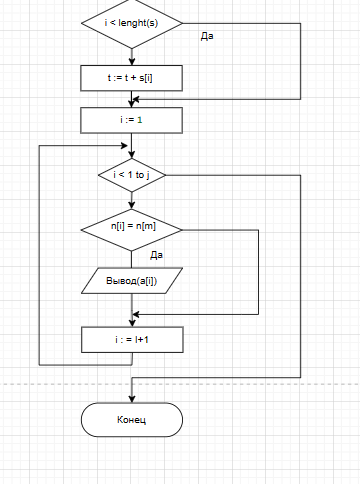 i < lenght(s)
Да
t := t + s[i]
i := 1
i < 1 to j
n[i] = n[m]
Да
Вывод(a[i])
i : = I+1
Конец